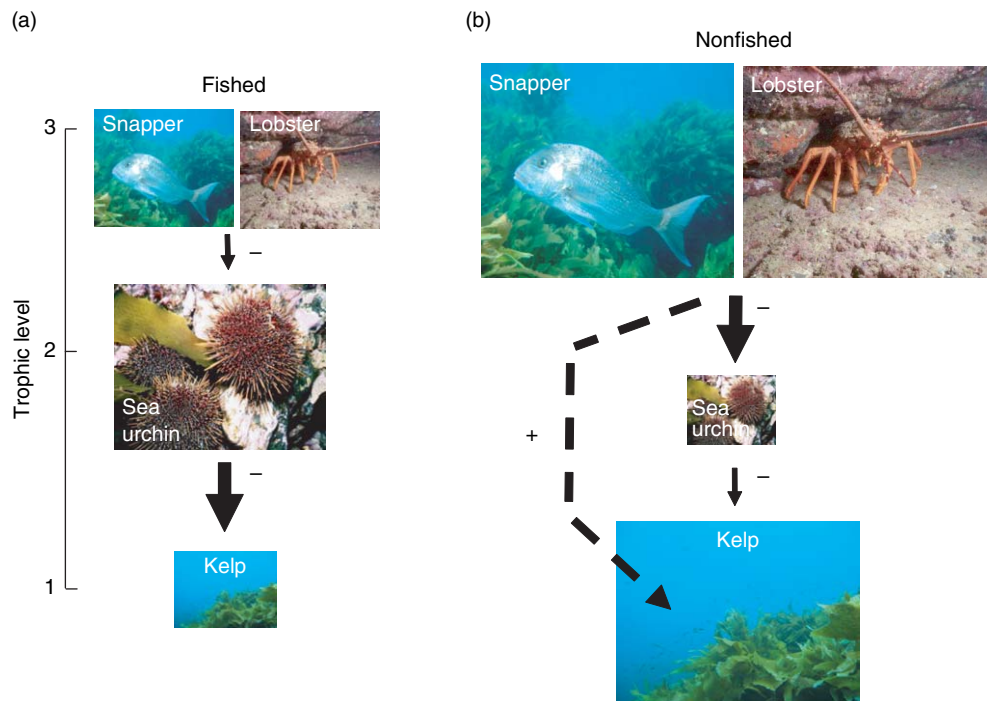 (a)
Fished
3
Snapper
Lobster
–
2
Trophic level
Sea
urchin
–
Kelp
1
(b)
Nonfished
Snapper
Lobster
–
Sea
urchin
+
–
Kelp